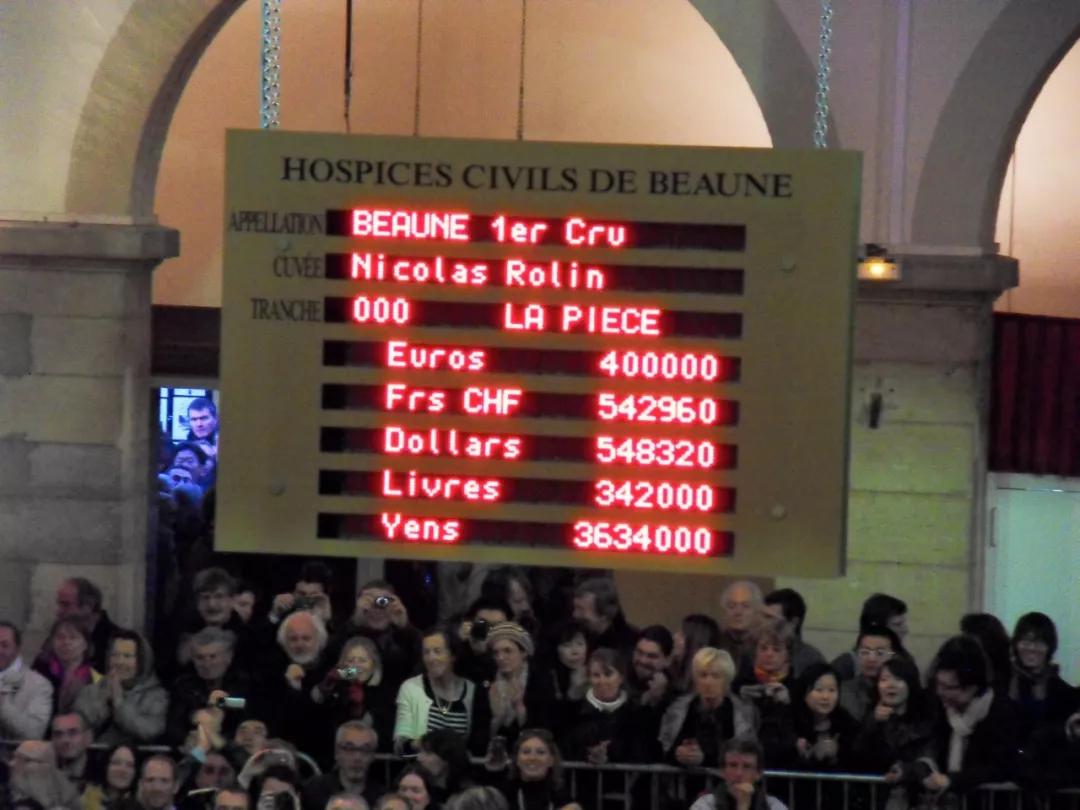 HOSPICES CIVILS DE BEAUNE
APPELLATION BEAUNE 1er Cru
CUVÉE Nicolas Rolin
TRANCHE 000 LA PIECE
Euros 400000
Frs CHF 542960
Dollars 548320
Livres 342000
Yens 3634000